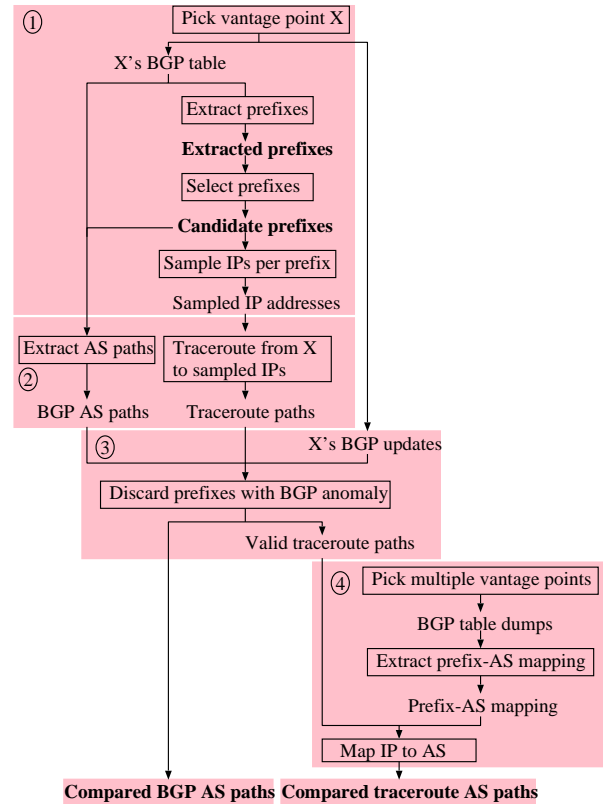 1
Pick vantage point X
X's BGP table
Extract prefixes
Extracted prefixes
Select prefixes
Candidate prefixes
Sample IPs per prefix
Sampled IP addresses
Extract AS paths
Traceroute from X
to sampled IPs
2
BGP AS paths
Traceroute paths
3
X's BGP updates
Discard prefixes with BGP anomaly
Valid traceroute paths
4
Pick multiple vantage points
BGP table dumps
Extract prefix-AS mapping
Prefix-AS mapping
Map IP to AS
Compared BGP AS paths
Compared traceroute AS paths